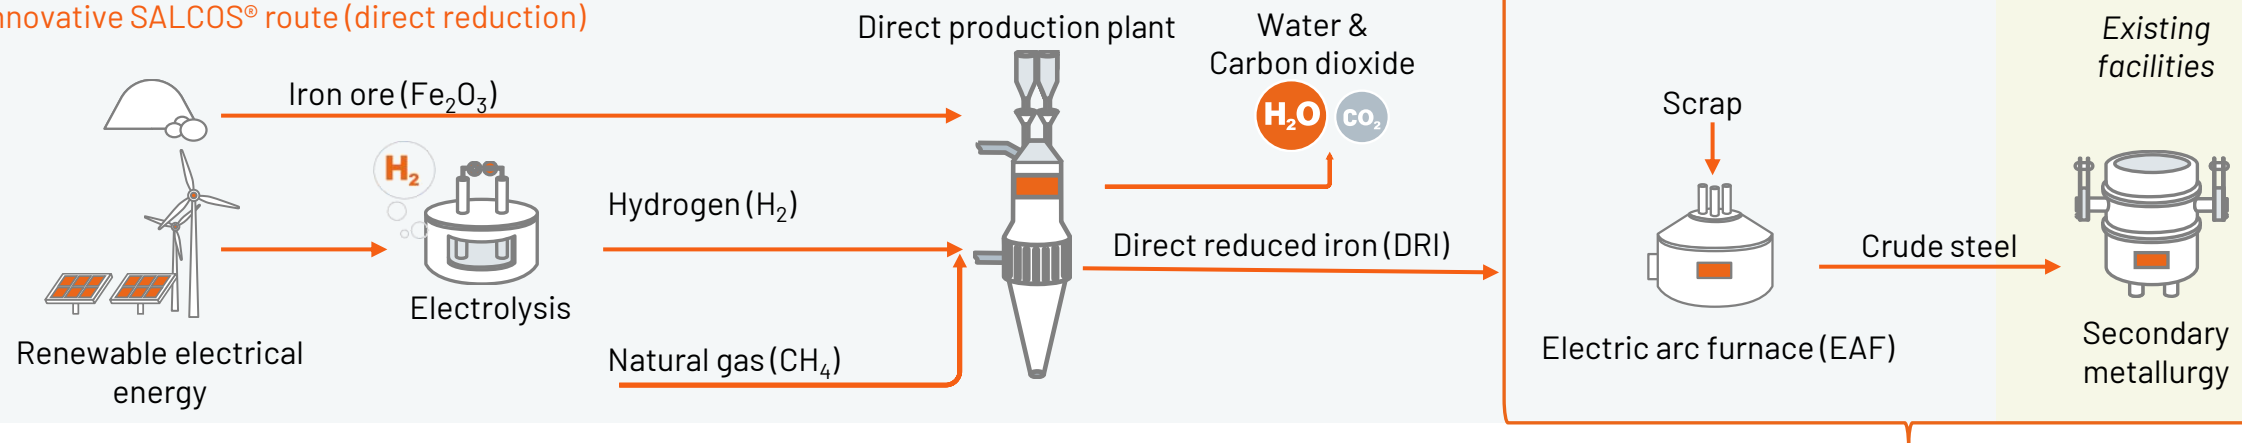 nnovative SALCOS® route (direct reduction)
Iron ore (Fe₂O₃)
H₂
Renewable electrical
energy
Electrolysis
Hydrogen (H₂)
Natural gas (CH₄)
Direct production plant
Water &
Carbon dioxide
H₂O
CO₂
Direct reduced iron (DRI)
Scrap
Electric arc furnace (EAF)
Crude steel
Existing
facilities
Secondary
metallurgy